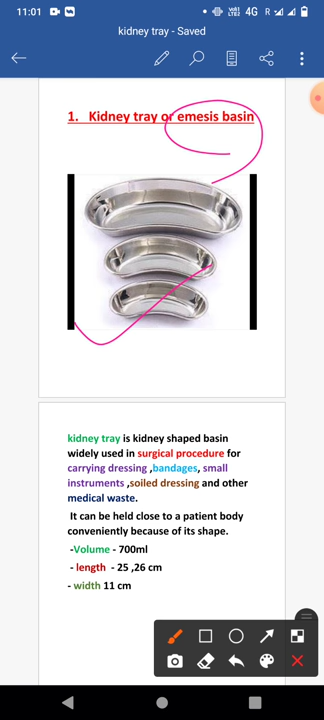 11:01
4G R
kidney tray - Saved
1. Kidney tray or emesis basin
kidney tray is kidney shaped basin
widely used in surgical procedure for
carrying dressing ,bandages, small
instruments ,soiled dressing and other
medical waste.
It can be held close to a patient body
conveniently because of its shape.
-Volume - 700ml
- length - 25 ,26 cm
- width 11 cm